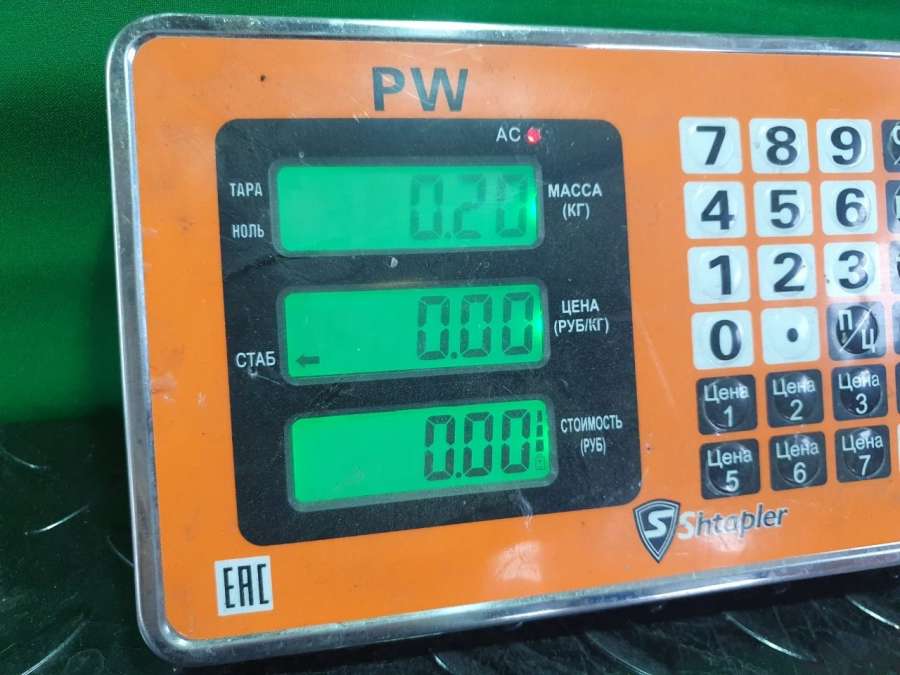 PW
AC
ТАРА
НОЛЬ
0.20
МАССА
(КГ)
0.00
ЦЕНА
(РУБ/КГ)
СТАБ
0.00
СТОИМОСТЬ
(РУБ)
7 8 9
4 5 6
1 2 3
0 . П/Ц
Цена 1 Цена 2 Цена 3
Цена 5 Цена 6 Цена 7
S Shtapler
EAC